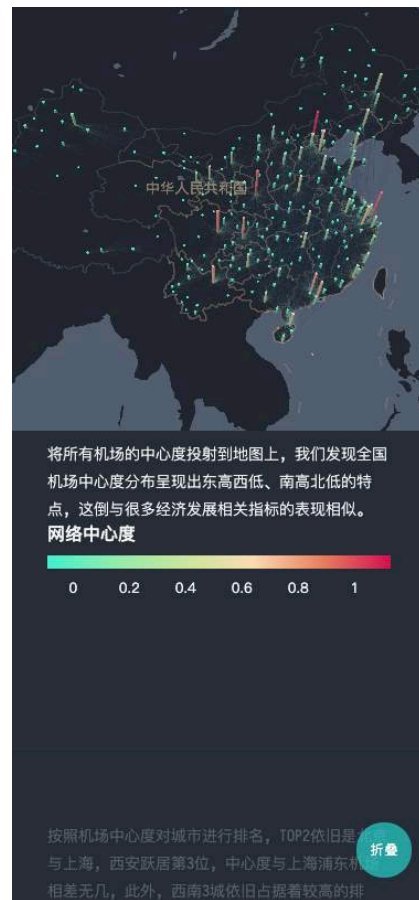 中华人民共和国
将所有机场的中心度投射到地图上，我们发现全国
机场中心度分布呈现出东高西低、南高北低的特
点，这倒与很多经济发展相关指标的表现相似。
网络中心度
0 0.2 0.4 0.6 0.8 1
按照机场中心度对城市进行排名，TOP2依旧是北京
与上海，西安跃居第3位，中心度与上海浦东机场
相差无几，此外，西南3城依旧占据着较高的排
折叠